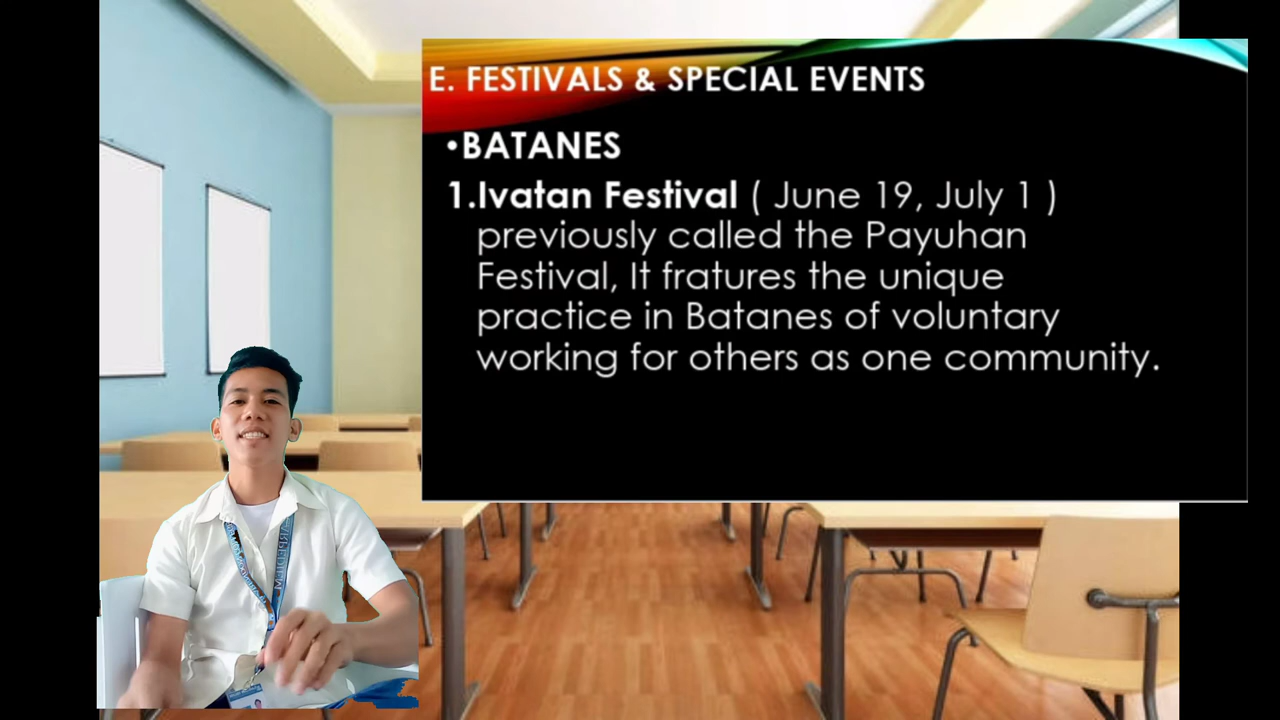 E. FESTIVALS & SPECIAL EVENTS
•BATANES
1.Ivatan Festival ( June 19, July 1 )
previously called the Payuhan
Festival, It fratures the unique
practice in Batanes of voluntary
working for others as one community.